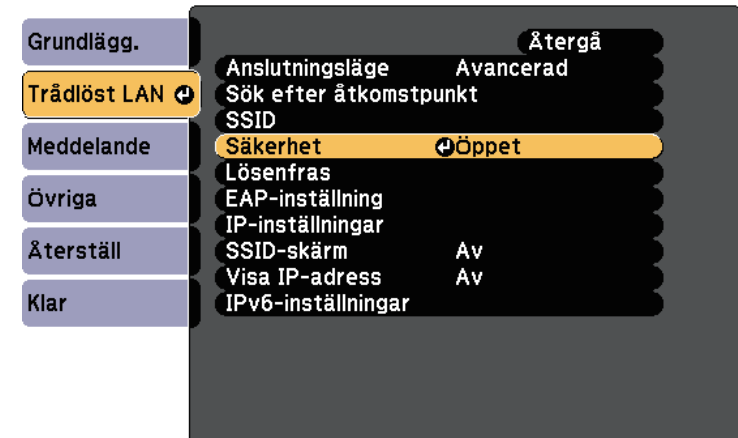 Grundlägg.
Trådlöst LAN
Meddelande
Övriga
Återställ
Klar
Återgå
Anslutningsläge Avancerad
Sök efter åtkomstpunkt
SSID
Säkerhet Öppet
Lösenfras
EAP-inställning
IP-inställningar
SSID-skärm Av
Visa IP-adress Av
IPv6-inställningar